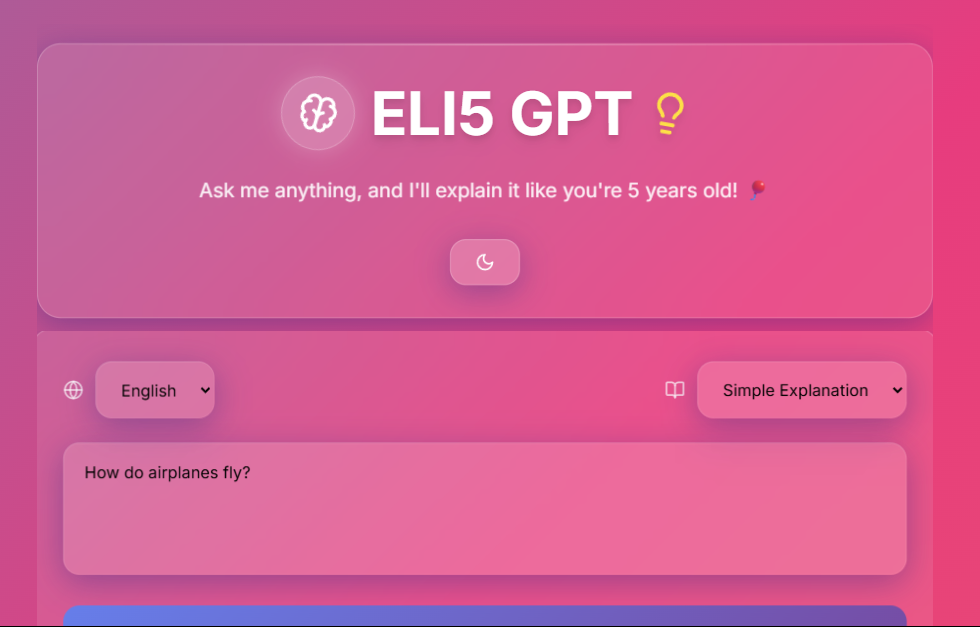 ELI5 GPT
Ask me anything, and I'll explain it like you're 5 years old!
English
Simple Explanation
How do airplanes fly?